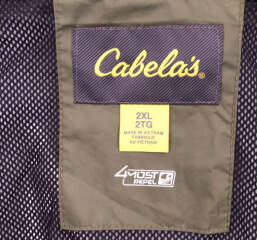 Cabela's®
2XL
2TG
MADE IN VIETNAM
FABRIQUÉ
AU VIETNAM
4MOST
REPEL